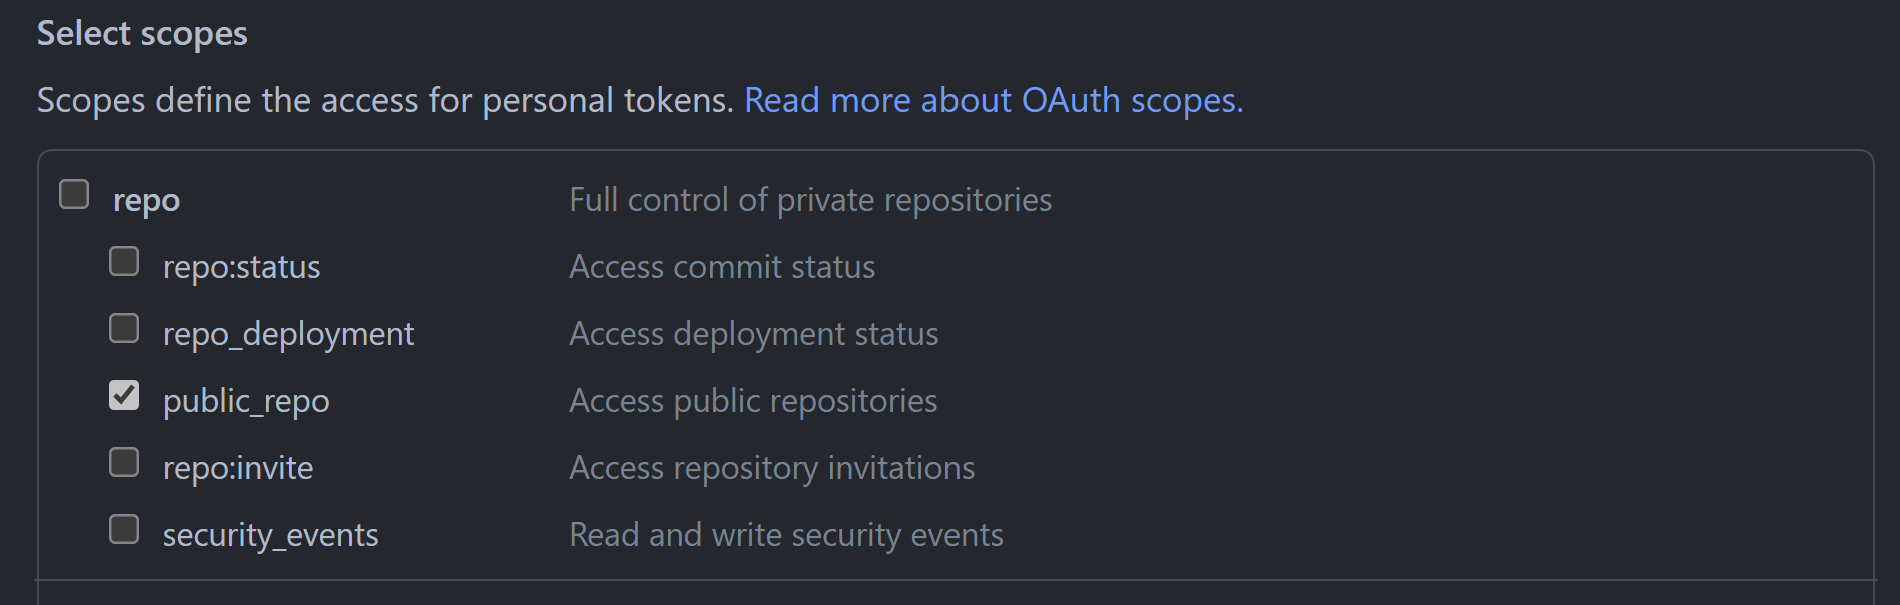 Select scopes
Scopes define the access for personal tokens. Read more about OAuth scopes.
repo Full control of private repositories
repo:status Access commit status
repo_deployment Access deployment status
public_repo Access public repositories
repo:invite Access repository invitations
security_events Read and write security events